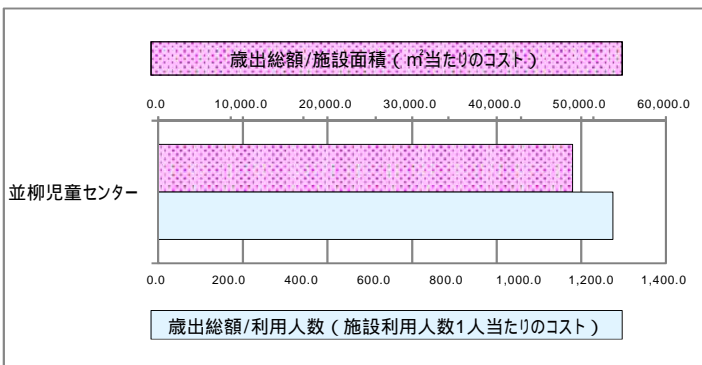 歳出総額/施設面積(㎡当たりのコスト)
0.0 10,000.0 20,000.0 30,000.0 40,000.0 50,000.0 60,000.0
並柳児童センター
0.0 200.0 400.0 600.0 800.0 1,000.0 1,200.0 1,400.0
歳出総額/利用人数(施設利用人数1人当たりのコスト)